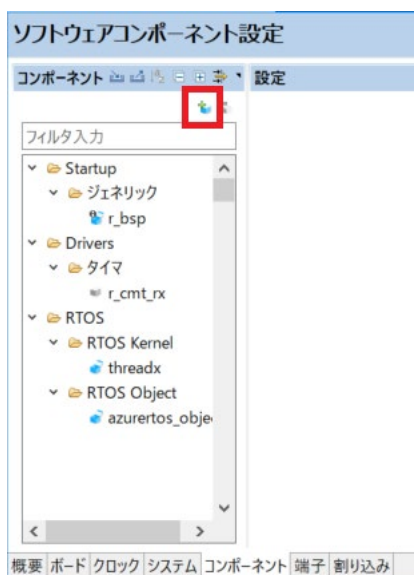 ソフトウェアコンポーネント設定
コンポーネント 設定
フィルタ入力
Startup
ジェネリック
r_bsp
Drivers
タイマ
r_cmt_rx
RTOS
RTOS Kernel
threadx
RTOS Object
azurertos_obje
概要 ボード クロック システム コンポーネント 端子 割り込み